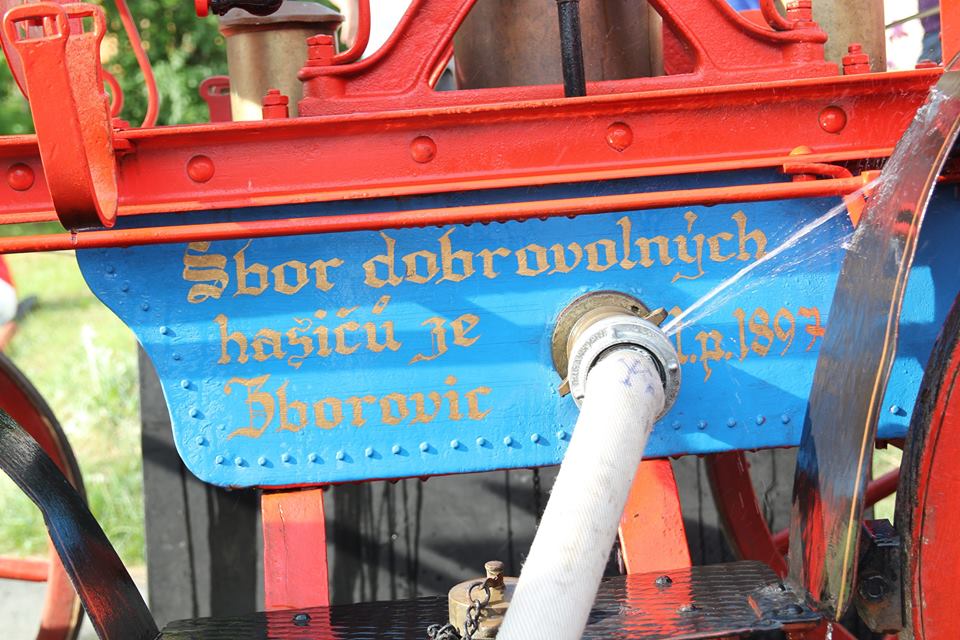 Sbor dobrovolných
hasičů ze l.p. 1897
Zborovic